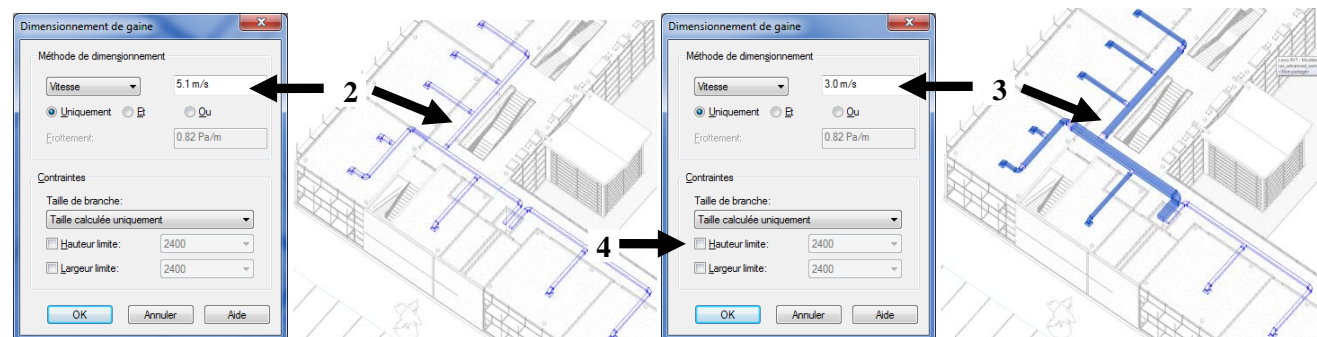 Dimensionnement de gaine
Méthode de dimensionnement
Vitesse 5.1 m/s
Uniquement Et Ou
Frottement: 0.82 Pa/m
Contraintes
Taille de branche:
Taille calculée uniquement
Hauteur limite: 2400
Largeur limite: 2400
OK Annuler Aide
2
4
Dimensionnement de gaine
Méthode de dimensionnement
Vitesse 3.0 m/s
Uniquement Et Ou
Frottement: 0.82 Pa/m
Contraintes
Taille de branche:
Taille calculée uniquement
Hauteur limite: 2400
Largeur limite: 2400
OK Annuler Aide
3